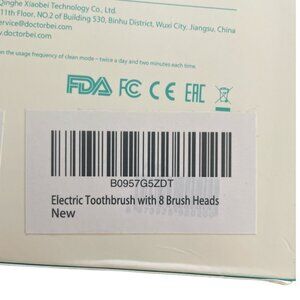 Qinghe Xiaobei Technology Co., Ltd.
11th Floor, NO.2 of Building 530, Binhu District, Wuxi City, Jiangsu, China
service@doctorbei.com
www.doctorbei.com
on the usage frequency of clean mode– twice a day and two minutes each time.
FDA FC CE EAC
B0957G5ZDT
Electric Toothbrush with 8 Brush Heads
New